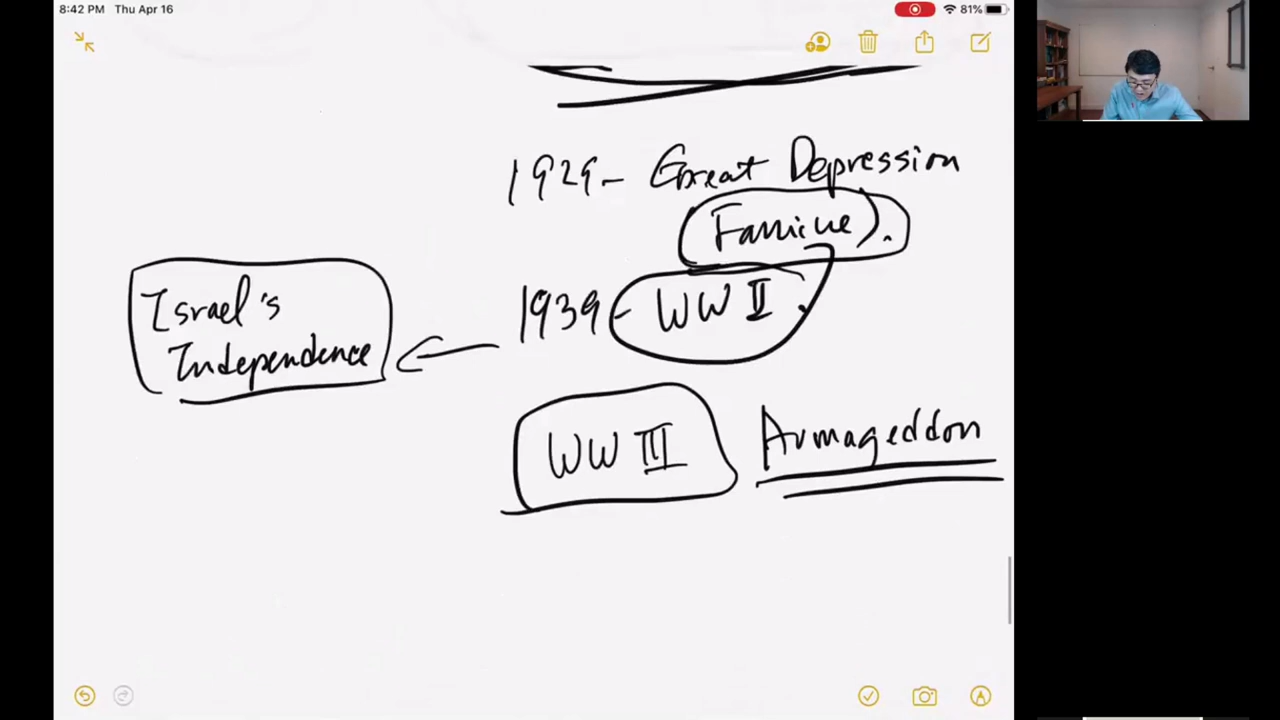 8:42 PM Thu Apr 16
81%
1929- Great Depression
Famine).
1939- WW II.
Israel's
Independence
WW III Armageddon